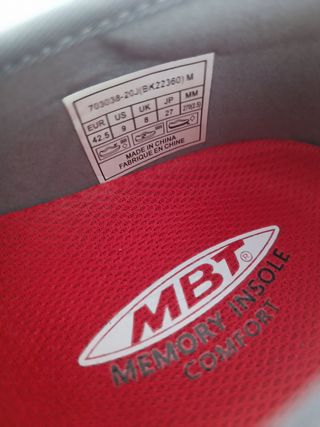 703038-20J(BK22360) M
EUR US UK JP MM
42.5 9 8 27 270(2.5)
MADE IN CHINA
FABRIQUE EN CHINE
MBT®
MEMORY INSOLE
COMFORT